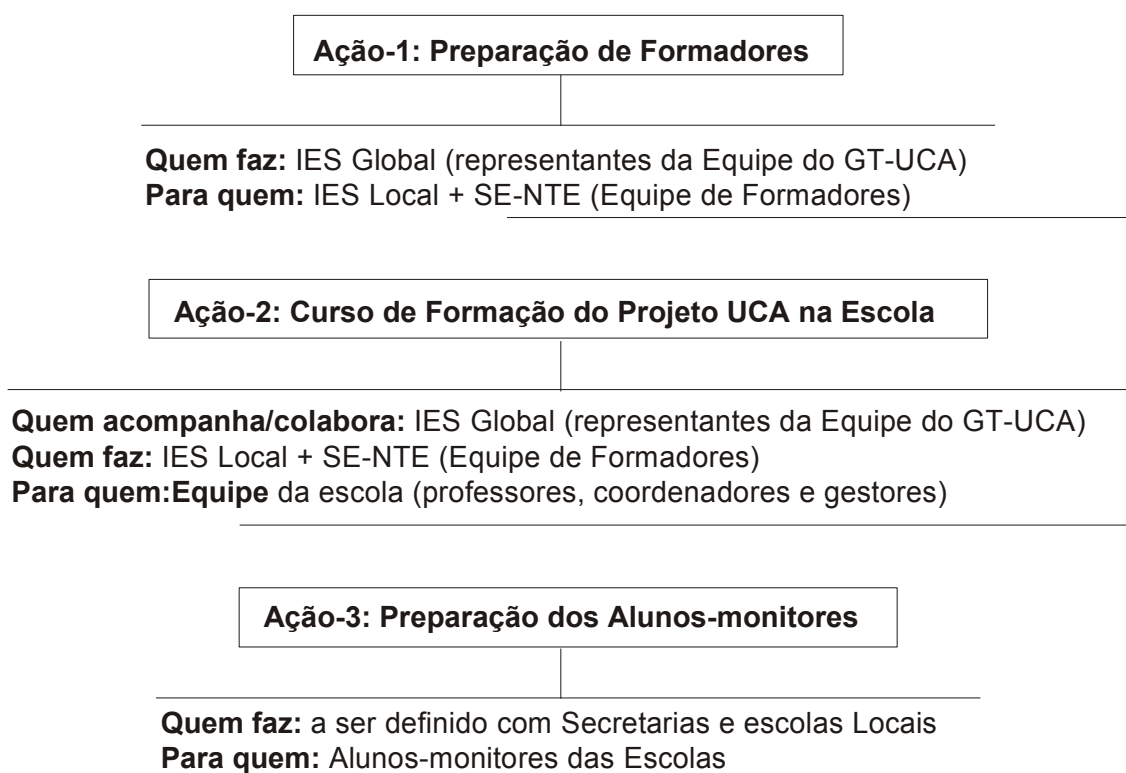 Ação-1: Preparação de Formadores
Quem faz: IES Global (representantes da Equipe do GT-UCA)
Para quem: IES Local + SE-NTE (Equipe de Formadores)
Ação-2: Curso de Formação do Projeto UCA na Escola
Quem acompanha/colabora: IES Global (representantes da Equipe do GT-UCA)
Quem faz: IES Local + SE-NTE (Equipe de Formadores)
Para quem:Equipe da escola (professores, coordenadores e gestores)
Ação-3: Preparação dos Alunos-monitores
Quem faz: a ser definido com Secretarias e escolas Locais
Para quem: Alunos-monitores das Escolas